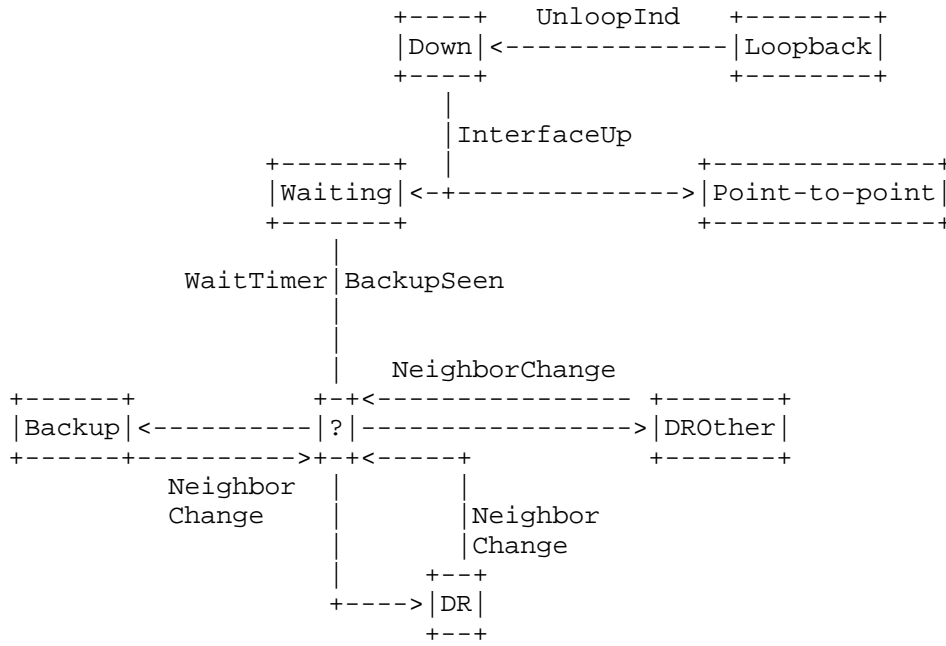 +----+   UnloopInd   +--------+
|Down|<--------------|Loopback|
+----+               +--------+
|
|InterfaceUp
+-------+  |               +--------------+
|Waiting|<-+-------------->|Point-to-point|
+-------+                  +--------------+
|
WaitTimer|BackupSeen
|
|
|   NeighborChange
+------+           +-+<---------------- +-------+
|Backup|<----------|?|----------------->|DROther|
+------+---------->+-+<-----+           +-------+
Neighbor  |       |
Change    |       |Neighbor
|       |Change
|     +--+
+---->|DR|
+--+